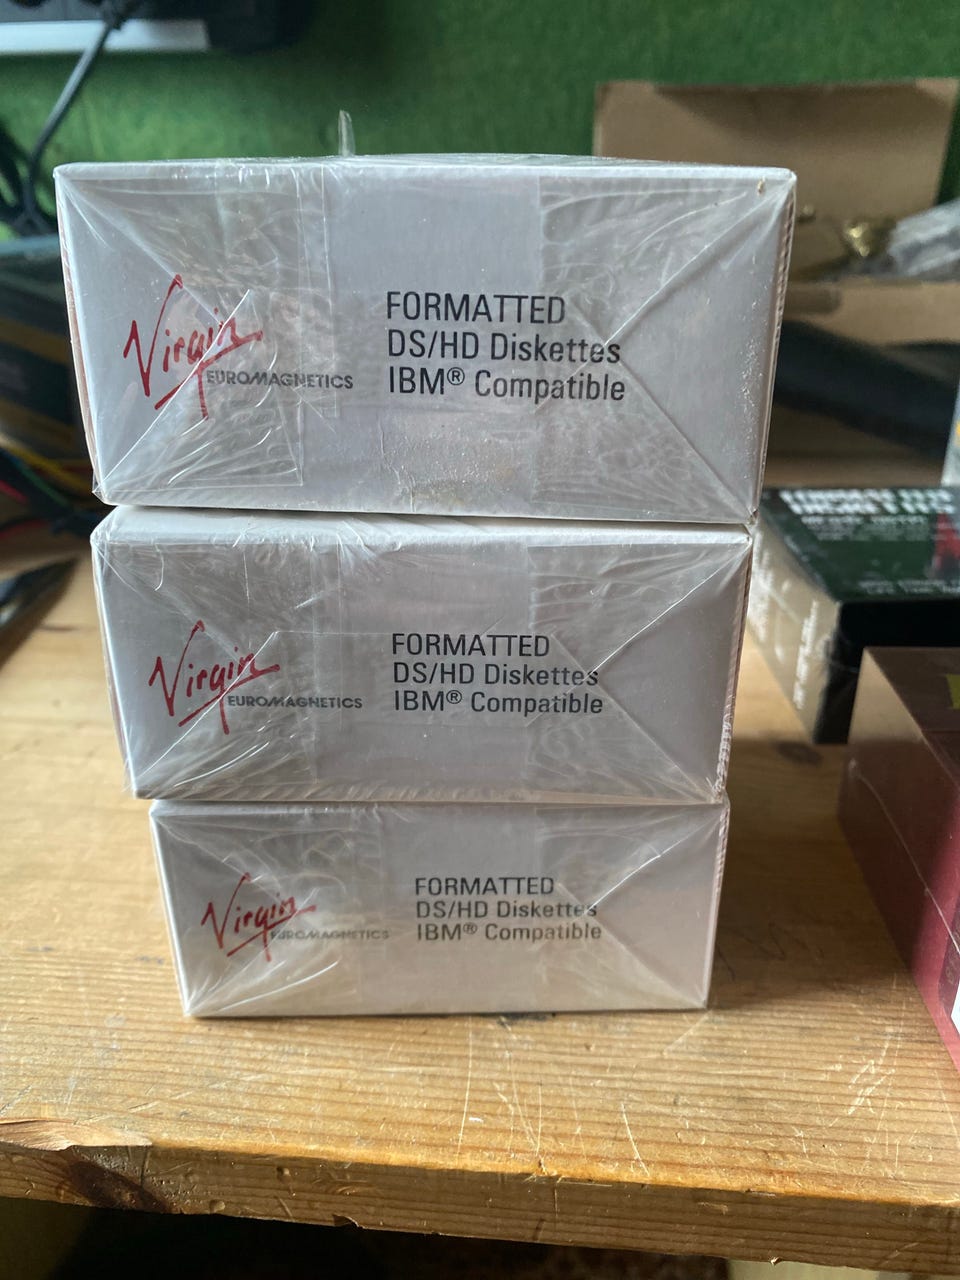 Virgin
EUROMAGNETICS
FORMATTED
DS/HD Diskettes
IBM® Compatible
Virgin
EUROMAGNETICS
FORMATTED
DS/HD Diskettes
IBM® Compatible
Virgin
EUROMAGNETICS
FORMATTED
DS/HD Diskettes
IBM® Compatible